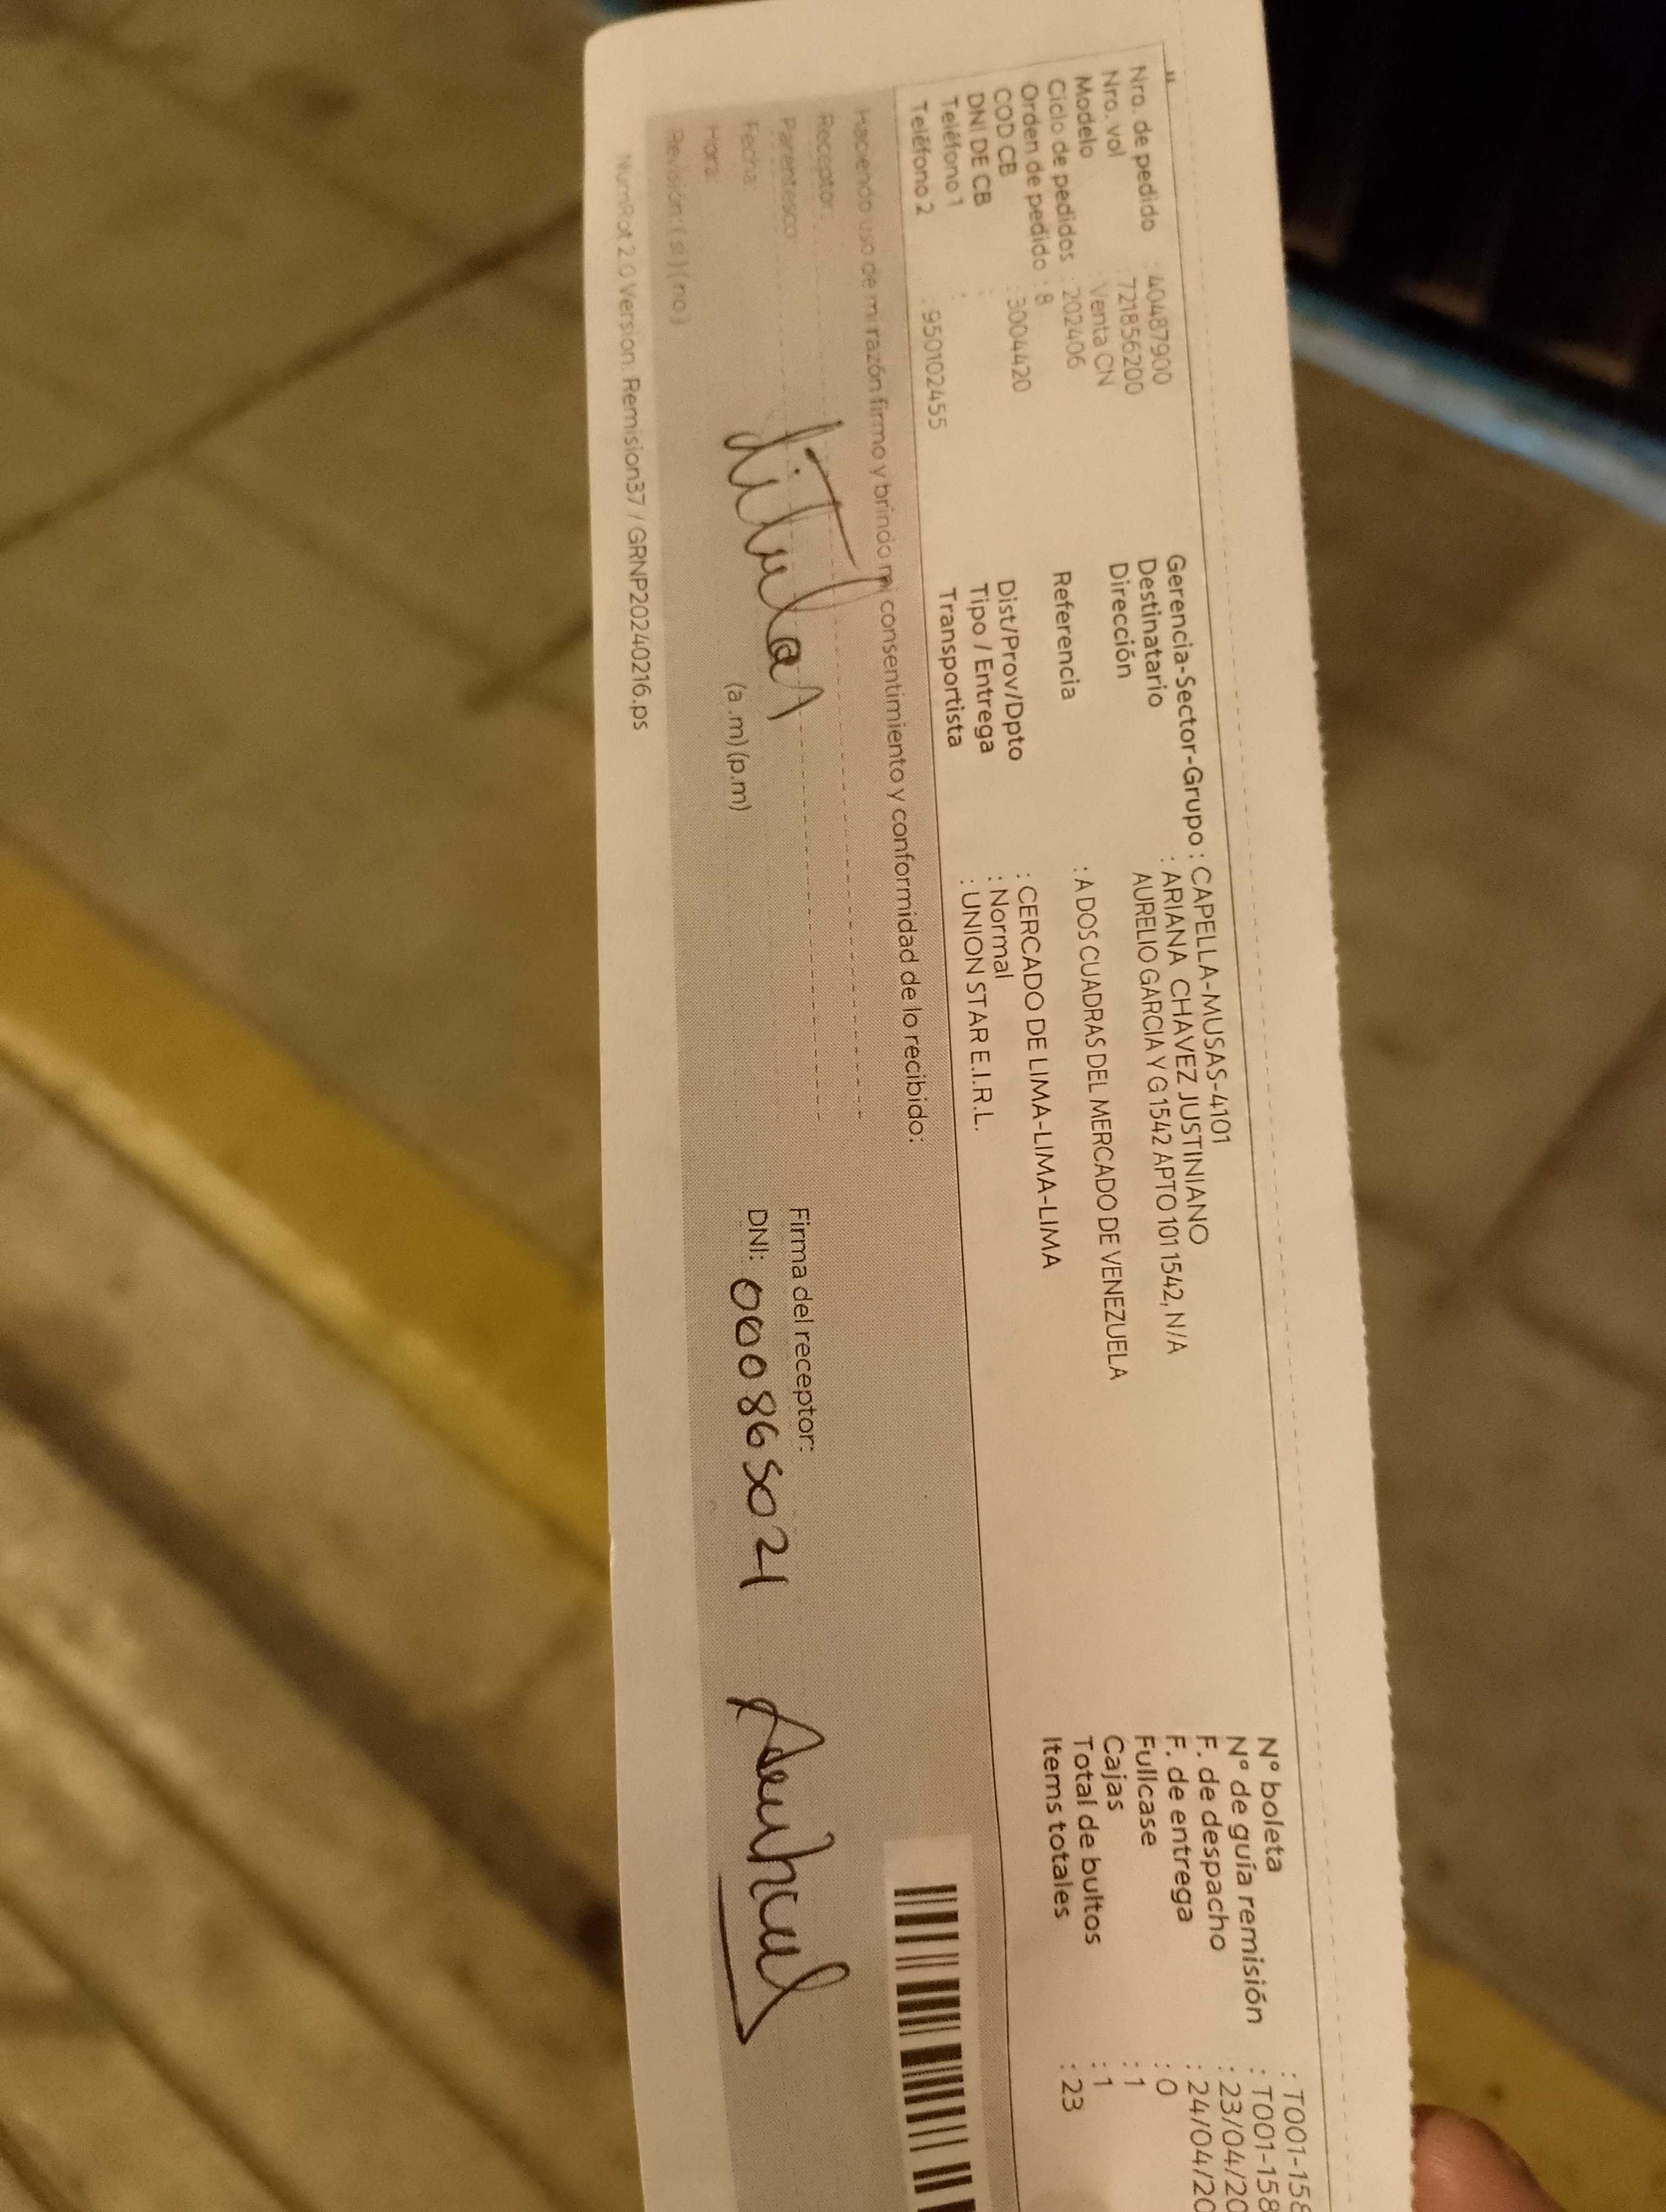 Nro. de pedido : 40487900
Nro. vol : 721856200
Modelo : Venta CN
Ciclo de pedidos : 202406
Orden de pedido : 8
COD CB : 3004420
DNI DE CB :
Teléfono 1 :
Teléfono 2 : 950102455
Gerencia-Sector-Grupo : CAPELLA-MUSAS-4101
Destinatario : ARIANA CHAVEZ JUSTINIANO
Dirección AURELIO GARCIA Y G 1542 APTO 101 1542, N/A
Referencia : A DOS CUADRAS DEL MERCADO DE VENEZUELA
Dist/Prov/Dpto : CERCADO DE LIMA-LIMA-LIMA
Tipo / Entrega : Normal
Transportista : UNION STAR E.I.R.L.
N° boleta : T001-158
N° de guía remisión : T001-158
F. de despacho : 23/04/20
F. de entrega : 24/04/20
Fullcase : 0
Cajas : 1
Total de bultos : 1
Items totales : 23
Haciendo uso de mi razón firmo y brindo mi consentimiento y conformidad de lo recibido:
Receptor:
Parentesco titular
Fecha:
Hora: (a .m) (p.m)
Revisión: ( si ) ( no )
Firma del receptor:
DNI: 000865021
NumRot 2.0 Version: Remision37 / GRNP20240216.ps